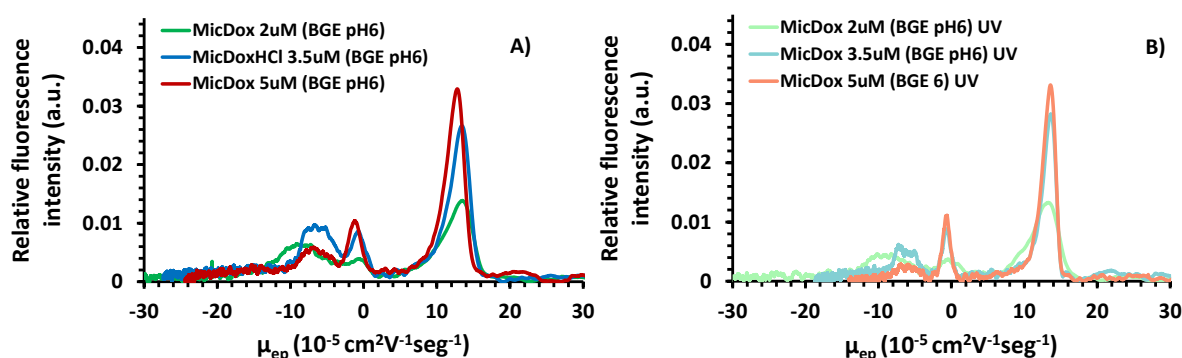 MicDox 2uM (BGE pH6)
MicDoxHCl 3.5uM (BGE pH6)
MicDox 5uM (BGE pH6)
A)
Relative fluorescence
intensity (a.u.)
0.04
0.03
0.02
0.01
0
-30 -20 -10 0 10 20 30
μep (10-5 cm2V-1seg-1)
MicDox 2uM (BGE pH6) UV
MicDox 3.5uM (BGE pH6) UV
MicDox 5uM (BGE 6) UV
B)
Relative fluorescence
intensity (a.u.)
0.04
0.03
0.02
0.01
0
-30 -20 -10 0 10 20 30
μep (10-5 cm2V-1seg-1)